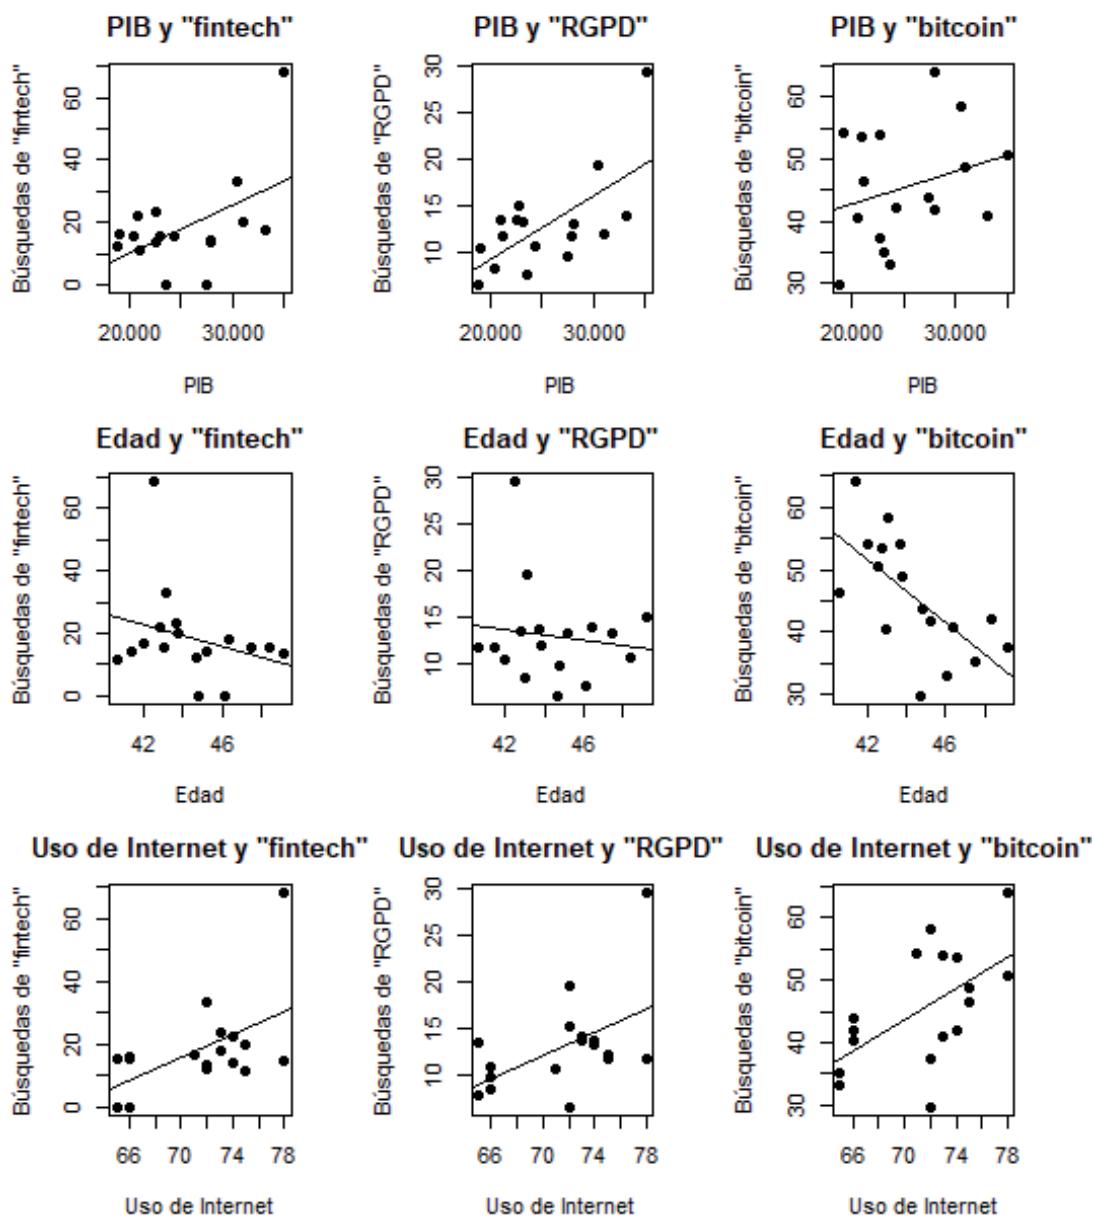 PIB y "fintech"
Búsquedas de "fintech"
0 20 40 60
20.000 30.000
PIB
PIB y "RGPD"
Búsquedas de "RGPD"
10 15 20 25 30
20.000 30.000
PIB
PIB y "bitcoin"
Búsquedas de "bitcoin"
30 40 50 60
20.000 30.000
PIB
Edad y "fintech"
Búsquedas de "fintech"
0 20 40 60
42 46
Edad
Edad y "RGPD"
Búsquedas de "RGPD"
10 15 20 25 30
42 46
Edad
Edad y "bitcoin"
Búsquedas de "bitcoin"
30 40 50 60
42 46
Edad
Uso de Internet y "fintech"
Búsquedas de "fintech"
0 20 40 60
66 70 74 78
Uso de Internet
Uso de Internet y "RGPD"
Búsquedas de "RGPD"
10 15 20 25 30
66 70 74 78
Uso de Internet
Uso de Internet y "bitcoin"
Búsquedas de "bitcoin"
30 40 50 60
66 70 74 78
Uso de Internet